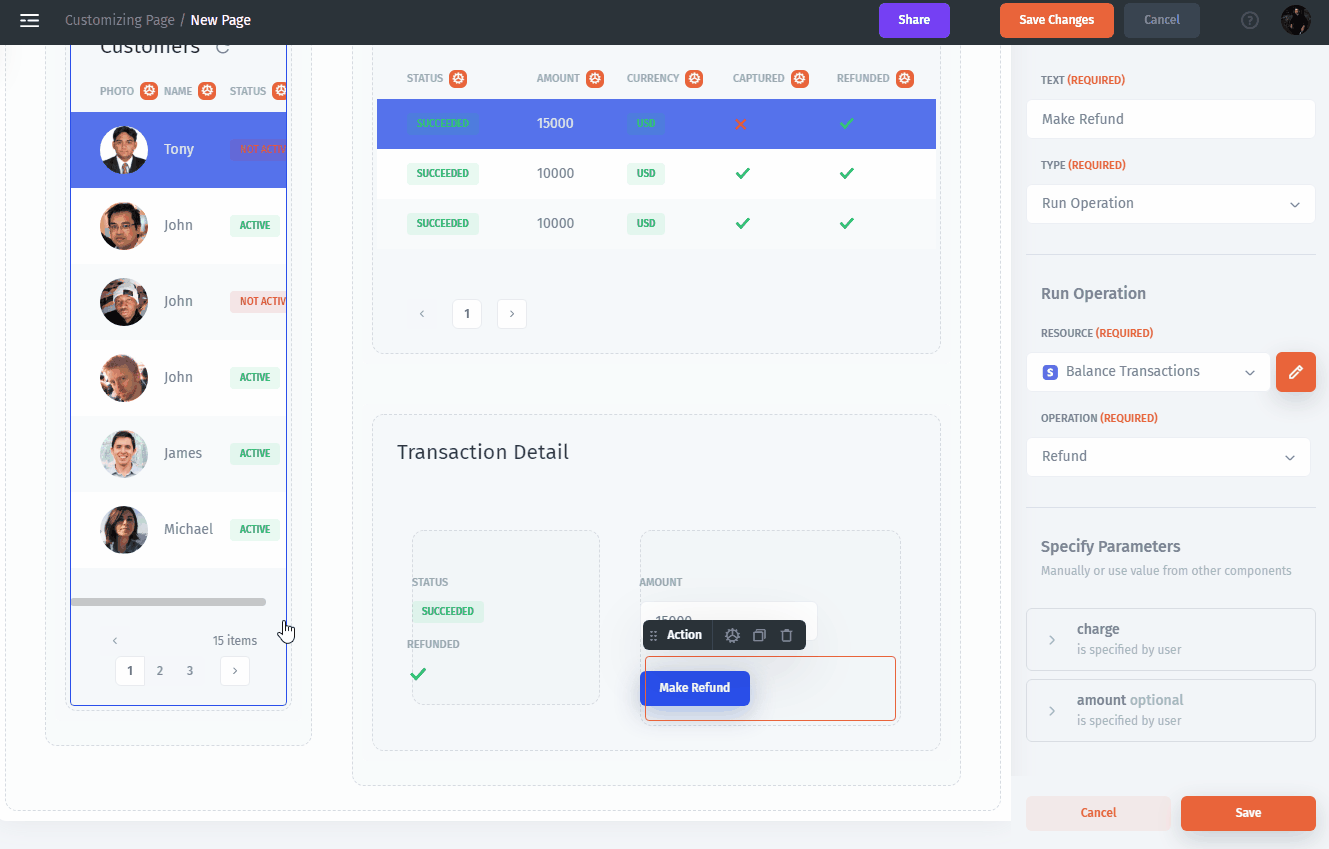 Customizing Page / New Page
Share
Save Changes
Cancel
?
Customers
PHOTO NAME STATUS
Tony NOT ACTIV
John ACTIVE
John NOT ACTIV
John ACTIVE
James ACTIVE
Michael ACTIVE
15 items
1 2 3
STATUS AMOUNT CURRENCY CAPTURED REFUNDED
SUCCEEDED 15000 USD
SUCCEEDED 10000 USD
SUCCEEDED 10000 USD
1
Transaction Detail
STATUS
SUCCEEDED
REFUNDED
AMOUNT
15000
Action
Make Refund
TEXT (REQUIRED)
Make Refund
TYPE (REQUIRED)
Run Operation
Run Operation
RESOURCE (REQUIRED)
S Balance Transactions
OPERATION (REQUIRED)
Refund
Specify Parameters
Manually or use value from other components
charge
is specified by user
amount optional
is specified by user
Cancel
Save